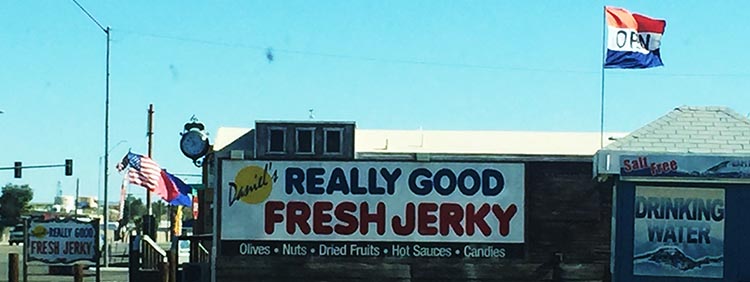 OPEN
Daniel's
REALLY GOOD
FRESH JERKY
Olives • Nuts • Dried Fruits • Hot Sauces • Candies
Salt Free
DRINKING
WATER
REALLY GOOD
FRESH JERKY